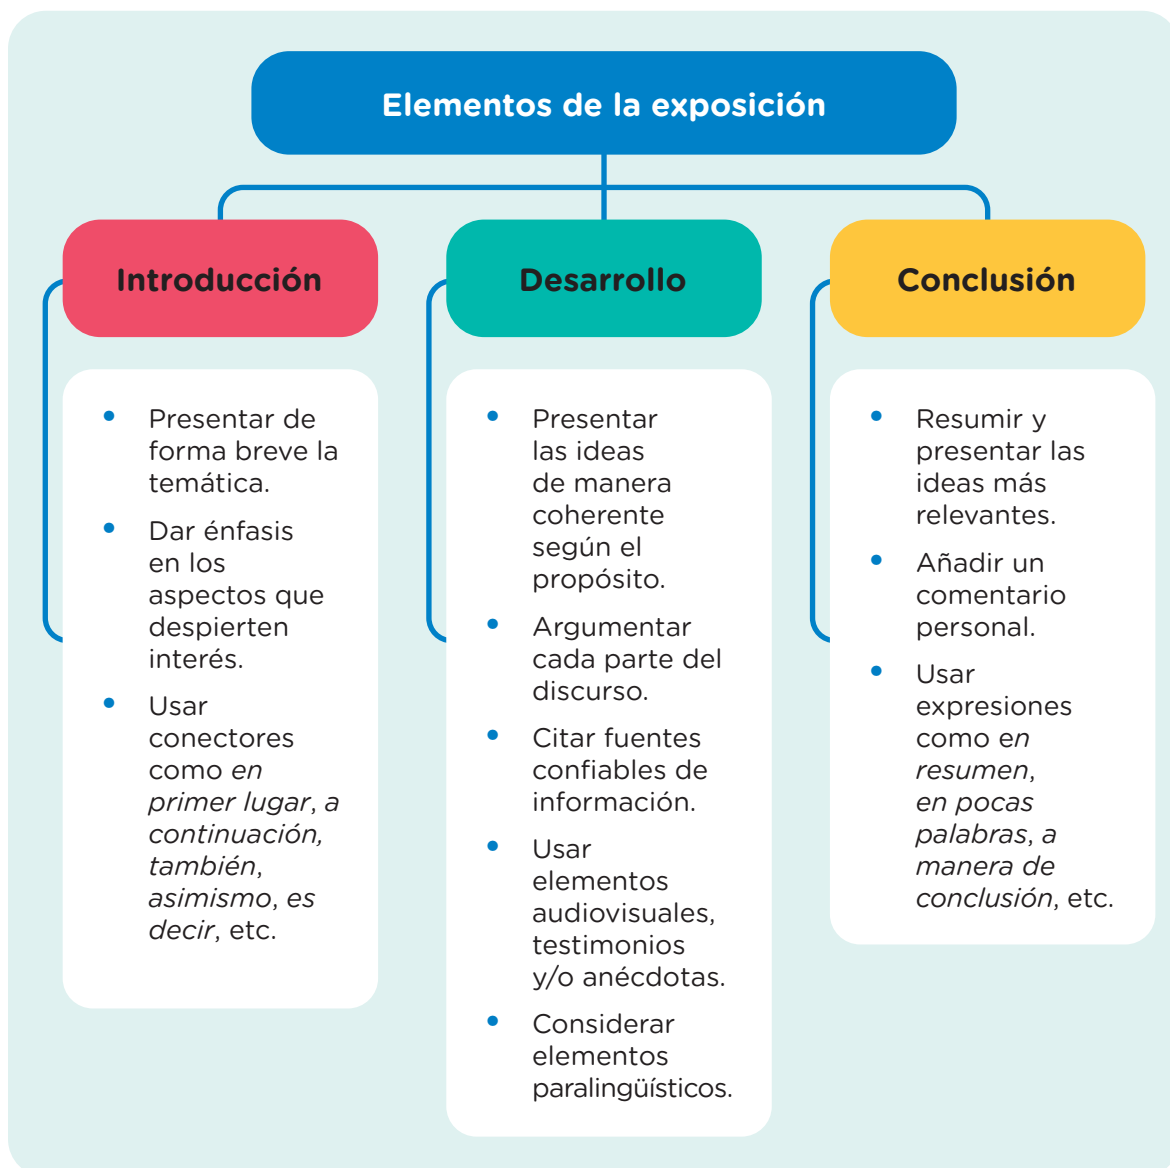 Elementos de la exposición
Introducción
• Presentar de
forma breve la
temática.
• Dar énfasis
en los
aspectos que
despierten
interés.
• Usar
conectores
como en
primer lugar, a
continuación,
también,
asimismo, es
decir, etc.
Desarrollo
• Presentar
las ideas
de manera
coherente
según el
propósito.
• Argumentar
cada parte del
discurso.
• Citar fuentes
confiables de
información.
• Usar
elementos
audiovisuales,
testimonios
y/o anécdotas.
• Considerar
elementos
paralingüísticos.
Conclusión
• Resumir y
presentar las
ideas más
relevantes.
• Añadir un
comentario
personal.
• Usar
expresiones
como en
resumen,
en pocas
palabras, a
manera de
conclusión, etc.